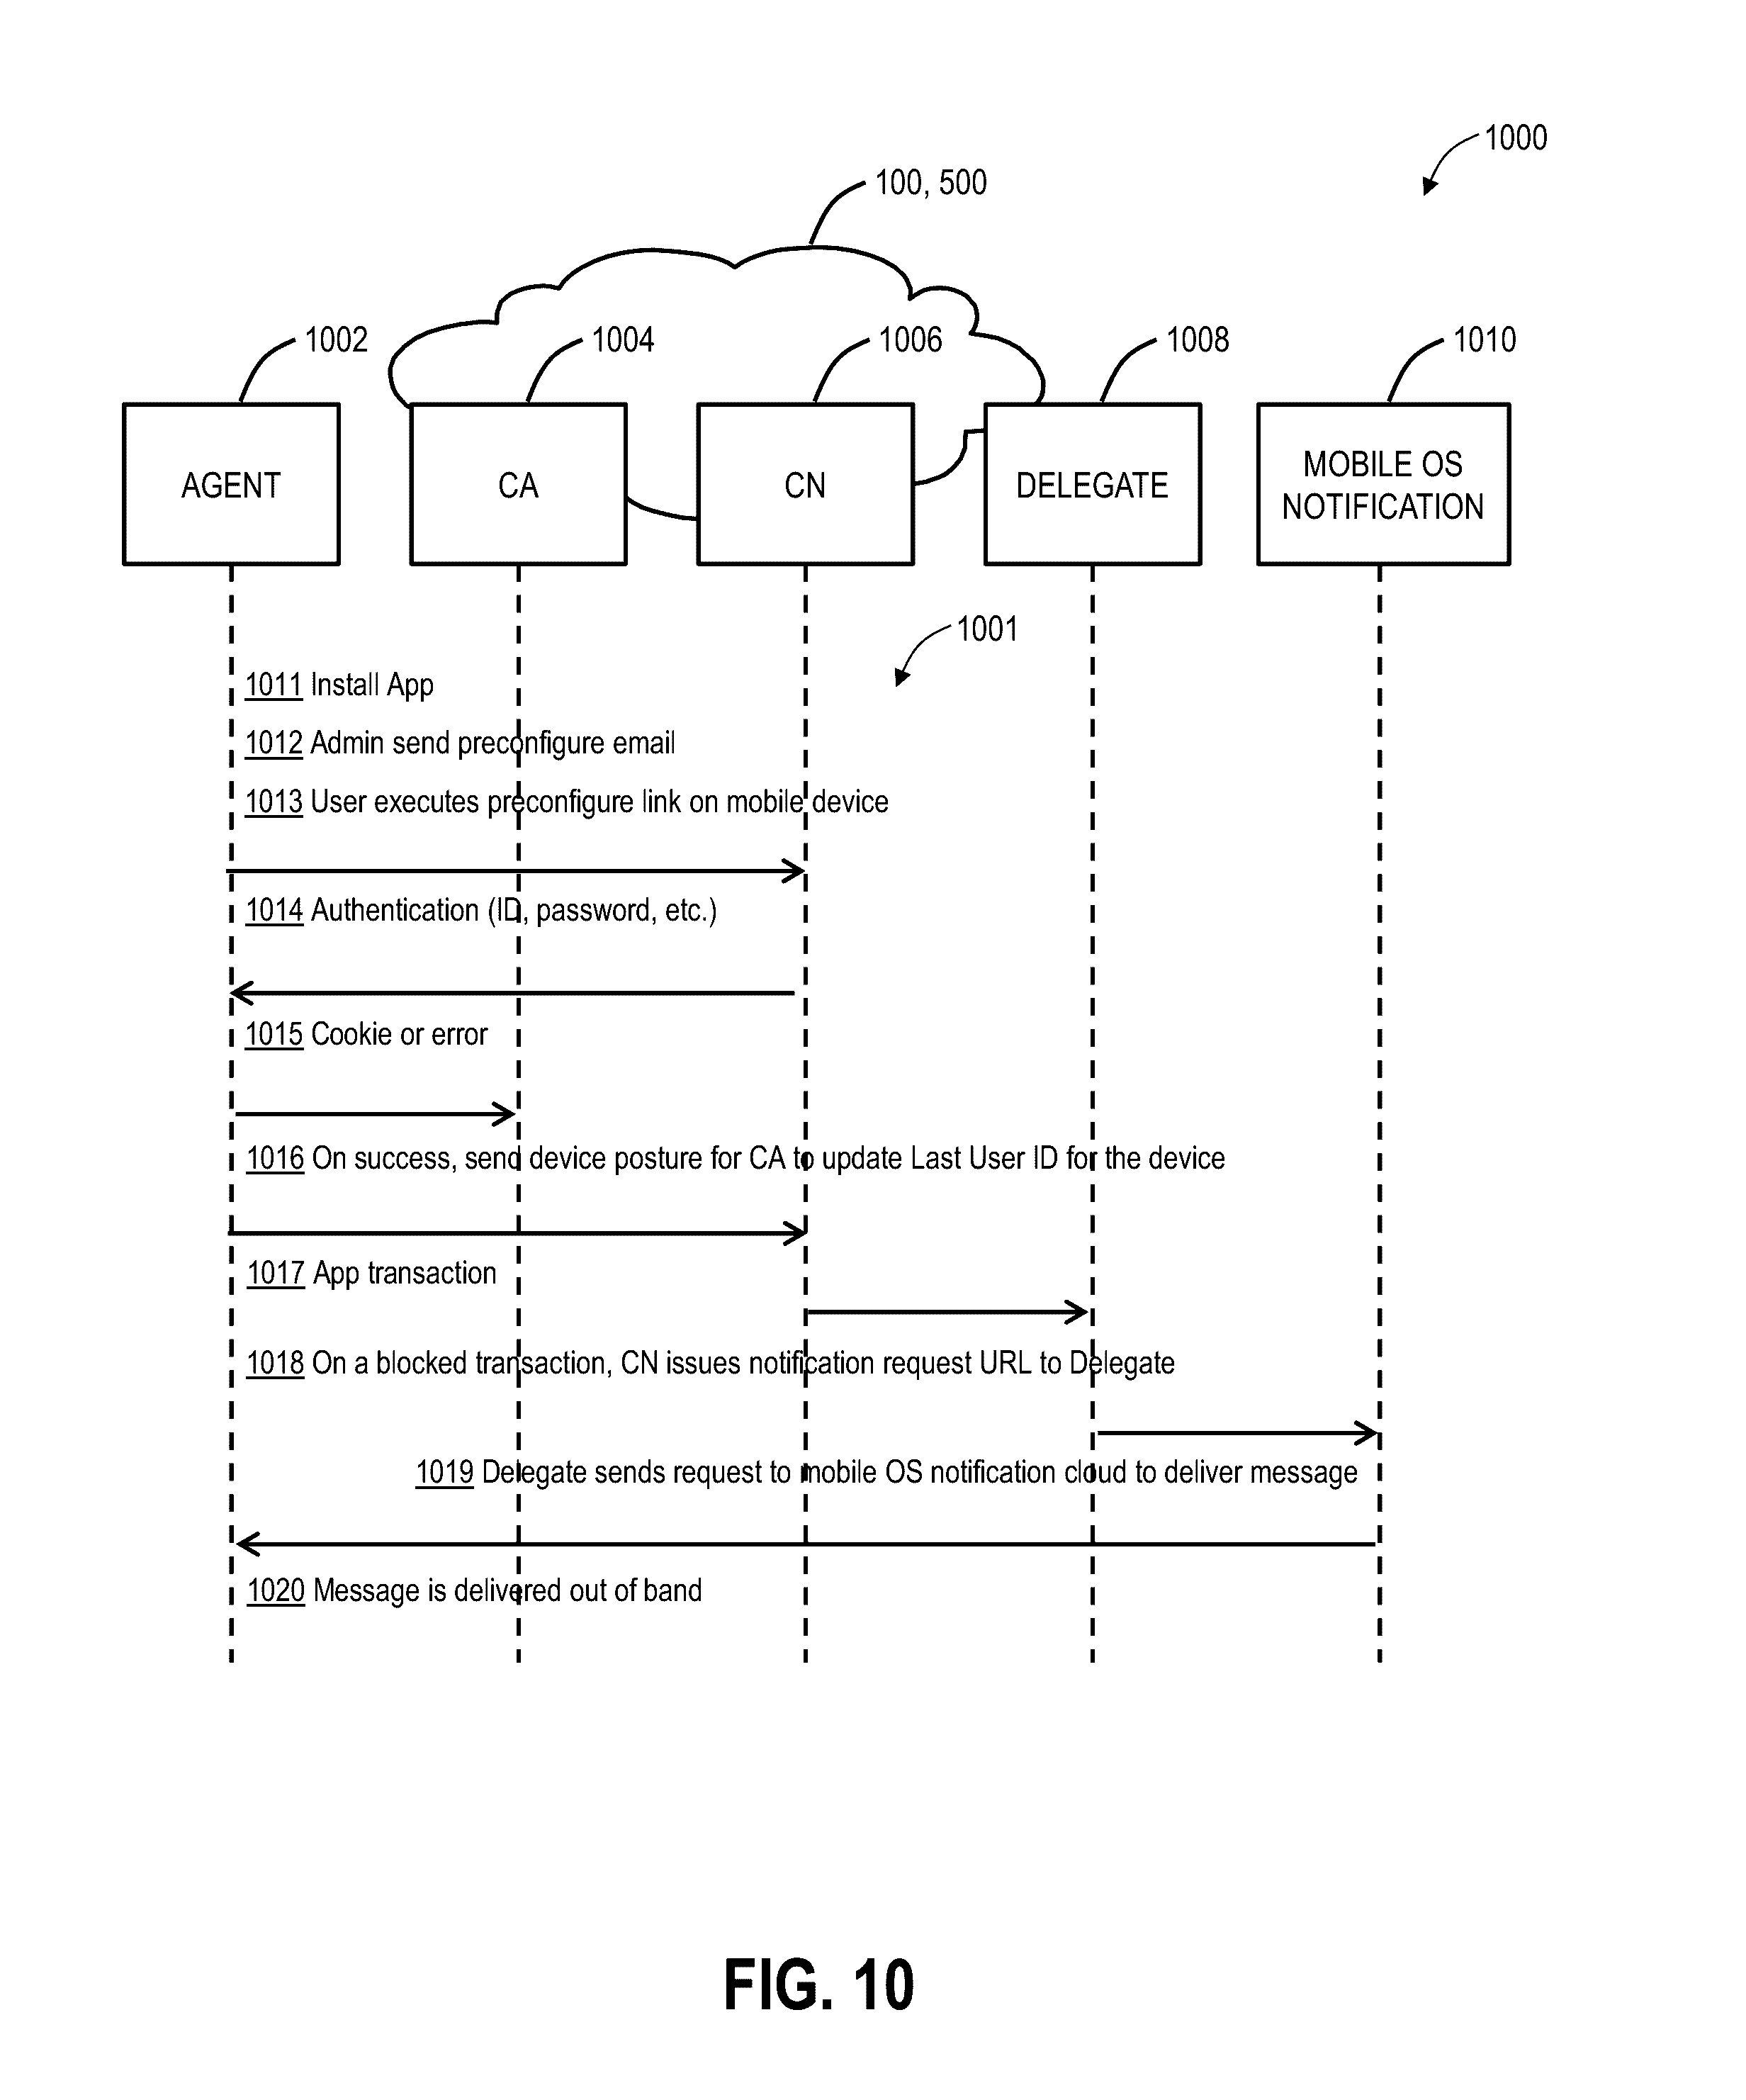 1000
100, 500
1002
1004
1006
1008
1010
AGENT
CA
CN
DELEGATE
MOBILE OS
NOTIFICATION
1001
1011 Install App
1012 Admin send preconfigure email
1013 User executes preconfigure link on mobile device
1014 Authentication (ID, password, etc.)
1015 Cookie or error
1016 On success, send device posture for CA to update Last User ID for the device
1017 App transaction
1018 On a blocked transaction, CN issues notification request URL to Delegate
1019 Delegate sends request to mobile OS notification cloud to deliver message
1020 Message is delivered out of band
FIG. 10